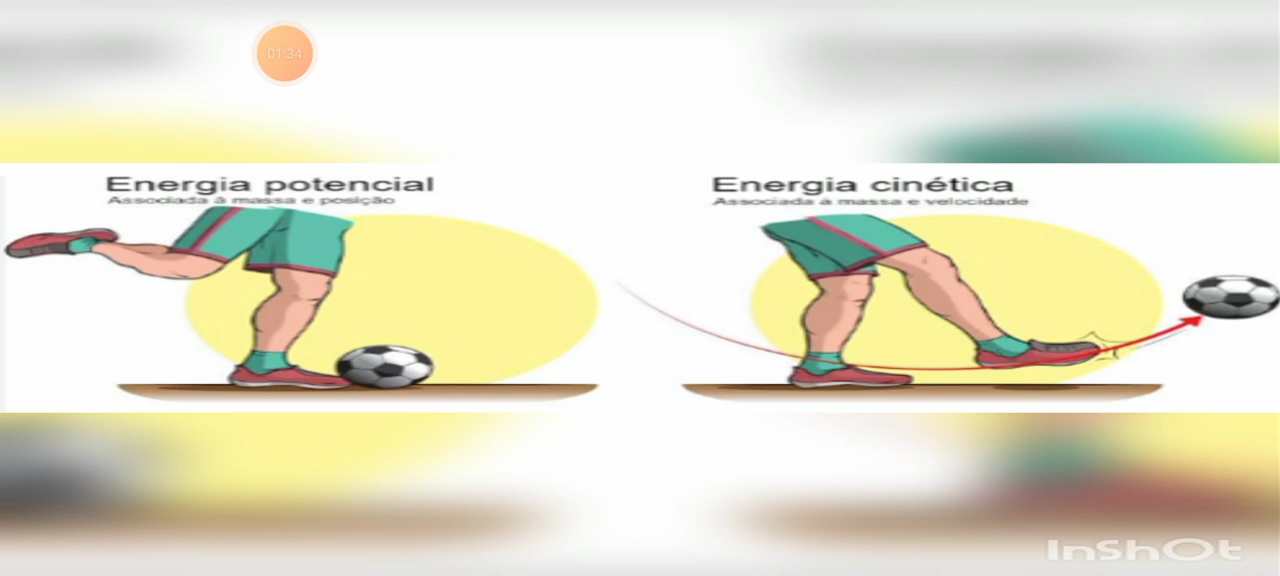 01:34
Energia potencial
Associada à massa e posição
Energia cinética
Associada à massa e velocidade
InShOt